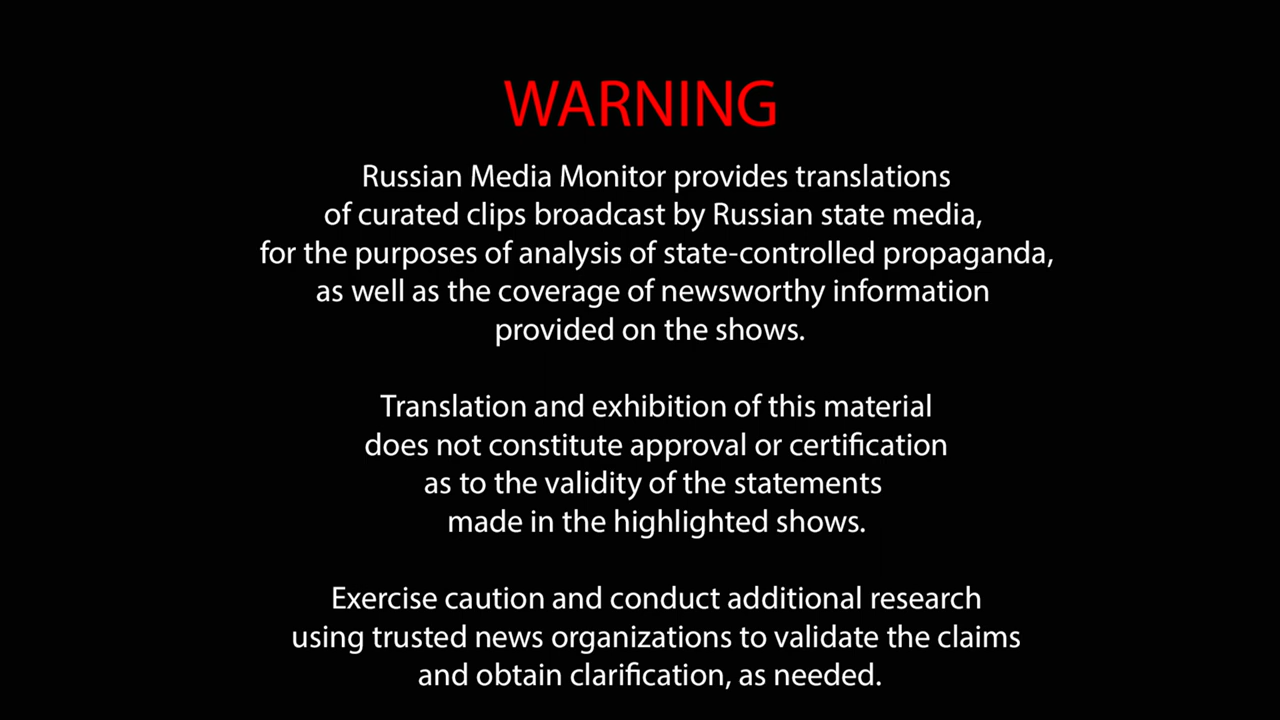 WARNING
Russian Media Monitor provides translations
of curated clips broadcast by Russian state media,
for the purposes of analysis of state-controlled propaganda,
as well as the coverage of newsworthy information
provided on the shows.
Translation and exhibition of this material
does not constitute approval or certification
as to the validity of the statements
made in the highlighted shows.
Exercise caution and conduct additional research
using trusted news organizations to validate the claims
and obtain clarification, as needed.